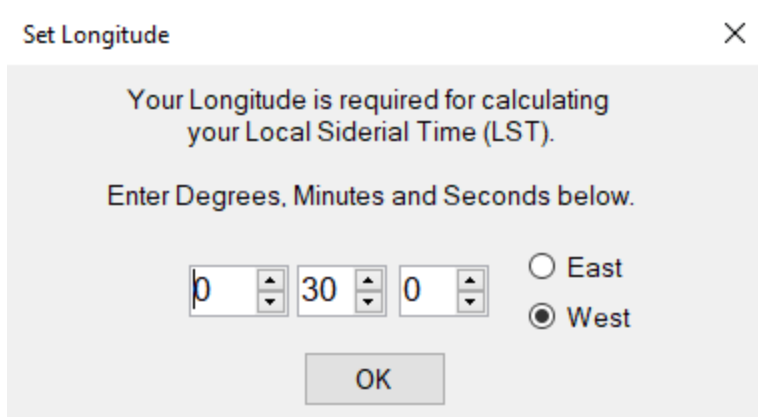 Set Longitude
Your Longitude is required for calculating
your Local Siderial Time (LST).
Enter Degrees, Minutes and Seconds below.
0 30 0
East
West
OK